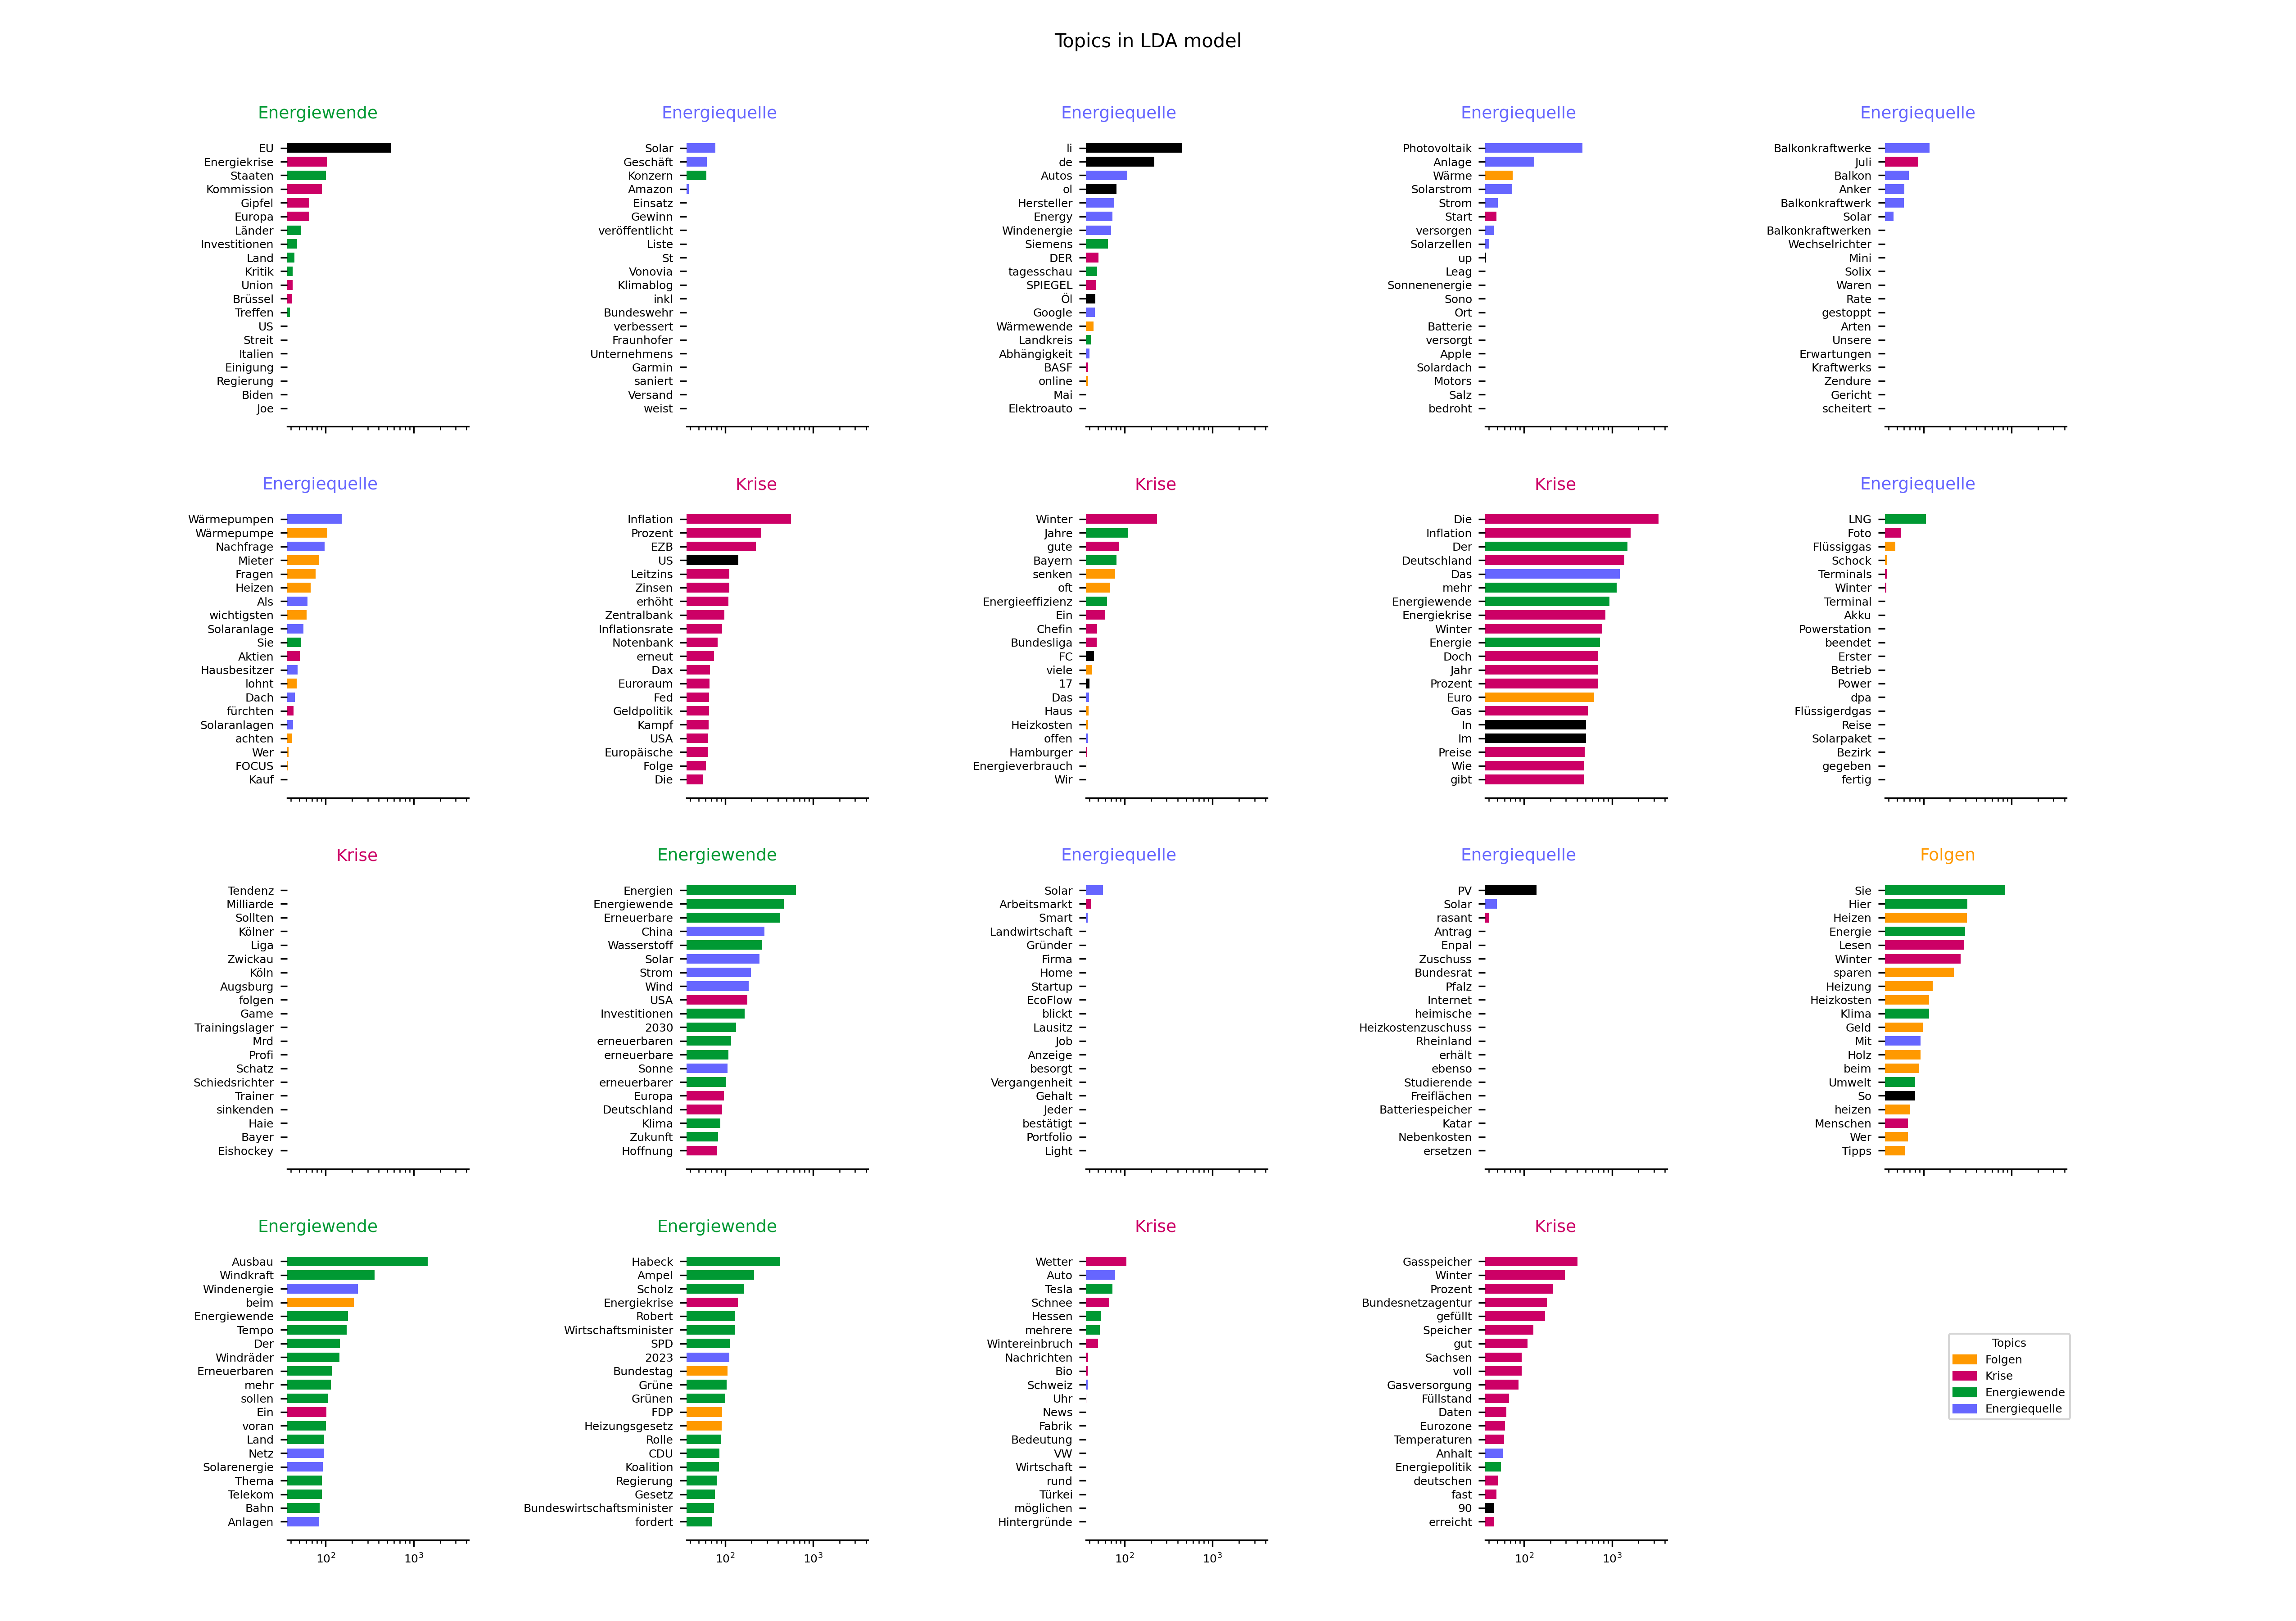 Topics in LDA model
Energiewende
EU
Energiekrise
Staaten
Kommission
Gipfel
Europa
Länder
Investitionen
Land
Kritik
Union
Brüssel
Treffen
US
Streit
Italien
Einigung
Regierung
Biden
Joe
Energiequelle
Solar
Geschäft
Konzern
Amazon
Einsatz
Gewinn
veröffentlicht
Liste
St
Vonovia
Klimablog
inkl
Bundeswehr
verbessert
Fraunhofer
Unternehmens
Garmin
saniert
Versand
weist
Energiequelle
li
de
Autos
ol
Hersteller
Energy
Windenergie
Siemens
DER
tagesschau
SPIEGEL
Öl
Google
Wärmewende
Landkreis
Abhängigkeit
BASF
online
Mai
Elektroauto
Energiequelle
Photovoltaik
Anlage
Wärme
Solarstrom
Strom
Start
versorgen
Solarzellen
up
Leag
Sonnenenergie
Sono
Ort
Batterie
versorgt
Apple
Solardach
Motors
Salz
bedroht
Energiequelle
Balkonkraftwerke
Juli
Balkon
Anker
Balkonkraftwerk
Solar
Balkonkraftwerken
Wechselrichter
Mini
Solix
Waren
Rate
gestoppt
Arten
Unsere
Erwartungen
Kraftwerks
Zendure
Gericht
scheitert
Energiequelle
Wärmepumpen
Wärmepumpe
Nachfrage
Mieter
Fragen
Heizen
Als
wichtigsten
Solaranlage
Sie
Aktien
Hausbesitzer
lohnt
Dach
fürchten
Solaranlagen
achten
Wer
FOCUS
Kauf
Krise
Inflation
Prozent
EZB
US
Leitzins
Zinsen
erhöht
Zentralbank
Inflationsrate
Notenbank
erneut
Dax
Euroraum
Fed
Geldpolitik
Kampf
USA
Europäische
Folge
Die
Krise
Winter
Jahre
gute
Bayern
senken
oft
Energieeffizienz
Ein
Chefin
Bundesliga
FC
viele
17
Das
Haus
Heizkosten
offen
Hamburger
Energieverbrauch
Wir
Krise
Die
Inflation
Der
Deutschland
Das
mehr
Energiewende
Energiekrise
Winter
Energie
Doch
Jahr
Prozent
Euro
Gas
In
Im
Preise
Wie
gibt
Energiequelle
LNG
Foto
Flüssiggas
Schock
Terminals
Winter
Terminal
Akku
Powerstation
beendet
Erster
Betrieb
Power
dpa
Flüssigerdgas
Reise
Solarpaket
Bezirk
gegeben
fertig
Krise
Tendenz
Milliarde
Sollten
Kölner
Liga
Zwickau
Köln
Augsburg
folgen
Game
Trainingslager
Mrd
Profi
Schatz
Schiedsrichter
Trainer
sinkenden
Haie
Bayer
Eishockey
Energiewende
Energien
Energiewende
Erneuerbare
China
Wasserstoff
Solar
Strom
Wind
USA
Investitionen
2030
erneuerbaren
erneuerbare
Sonne
erneuerbarer
Europa
Deutschland
Klima
Zukunft
Hoffnung
Energiequelle
Solar
Arbeitsmarkt
Smart
Landwirtschaft
Gründer
Firma
Home
Startup
EcoFlow
blickt
Lausitz
Job
Anzeige
besorgt
Vergangenheit
Gehalt
Jeder
bestätigt
Portfolio
Light
Energiequelle
PV
Solar
rasant
Antrag
Enpal
Zuschuss
Bundesrat
Pfalz
Internet
heimische
Heizkostenzuschuss
Rheinland
erhält
ebenso
Studierende
Freiflächen
Batteriespeicher
Katar
Nebenkosten
ersetzen
Folgen
Sie
Hier
Heizen
Energie
Lesen
Winter
sparen
Heizung
Heizkosten
Klima
Geld
Mit
Holz
beim
Umwelt
So
heizen
Menschen
Wer
Tipps
Energiewende
Ausbau
Windkraft
Windenergie
beim
Energiewende
Tempo
Der
Windräder
Erneuerbaren
mehr
sollen
Ein
voran
Land
Netz
Solarenergie
Thema
Telekom
Bahn
Anlagen
10²
10³
Energiewende
Habeck
Ampel
Scholz
Energiekrise
Robert
Wirtschaftsminister
SPD
2023
Bundestag
Grüne
Grünen
FDP
Heizungsgesetz
Rolle
CDU
Koalition
Regierung
Gesetz
Bundeswirtschaftsminister
fordert
10²
10³
Krise
Wetter
Auto
Tesla
Schnee
Hessen
mehrere
Wintereinbruch
Nachrichten
Bio
Schweiz
Uhr
News
Fabrik
Bedeutung
VW
Wirtschaft
rund
Türkei
möglichen
Hintergründe
10²
10³
Krise
Gasspeicher
Winter
Prozent
Bundesnetzagentur
gefüllt
Speicher
gut
Sachsen
voll
Gasversorgung
Füllstand
Daten
Eurozone
Temperaturen
Anhalt
Energiepolitik
deutschen
fast
90
erreicht
10²
10³
Topics
Folgen
Krise
Energiewende
Energiequelle